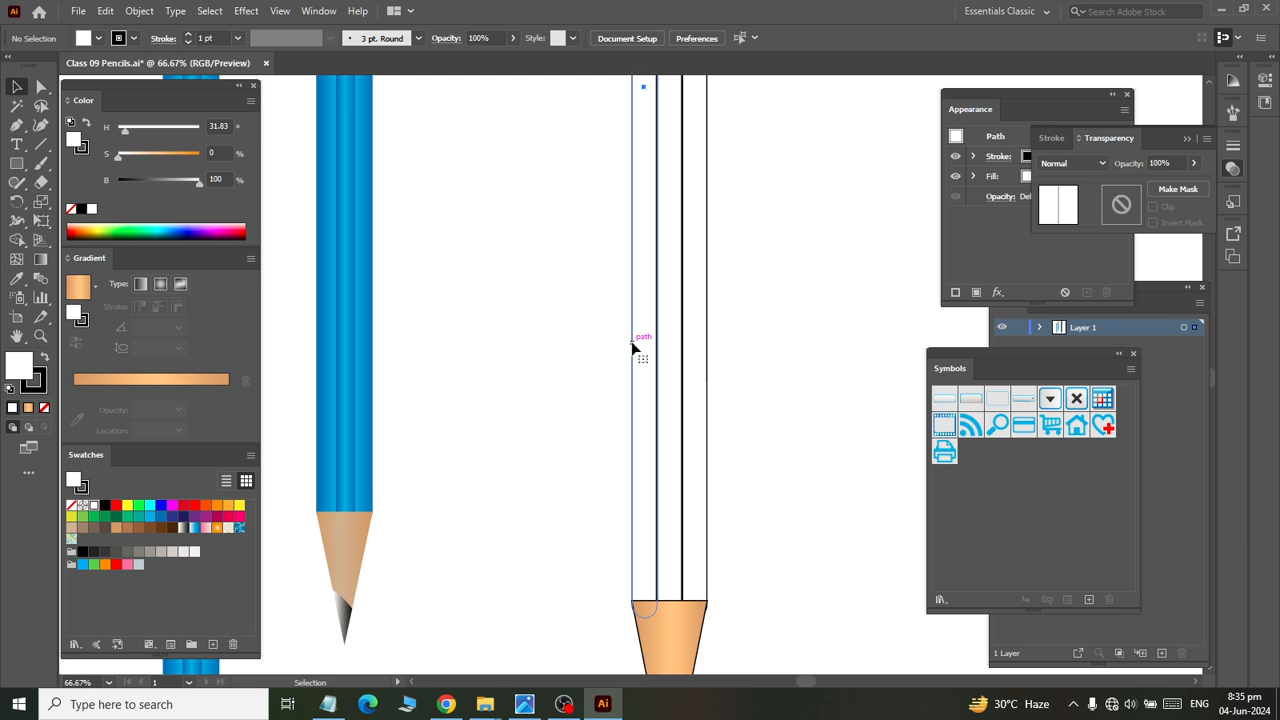 File Edit Object Type Select Effect View Window Help
Essentials Classic
Search Adobe Stock
No Selection
Stroke:
1 pt
3 pt. Round
Opacity:
100%
Style:
Document Setup
Preferences
Class 09 Pencils.ai* @ 66.67% (RGB/Preview)
Color
H
31.83
°
S
0
%
B
100
%
Gradient
Type:
Stroke:
Opacity:
Location:
Swatches
path
Appearance
Path
Stroke:
Fill:
Opacity:
Stroke
Transparency
Normal
Opacity:
100%
Make Mask
Clip
Invert Mask
Layer 1
Symbols
1 Layer
66.67%
1
Selection
Type here to search
30°C Haze
ENG
8:35 pm
04-Jun-2024